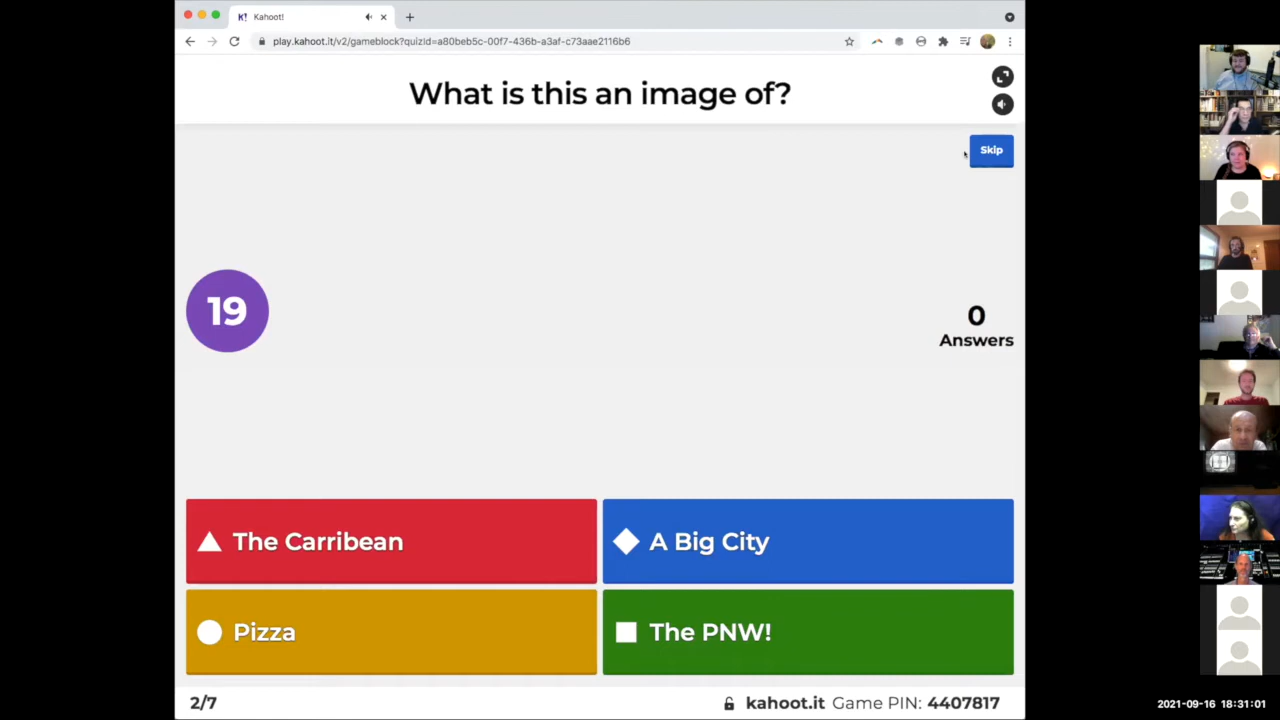 Kahoot!
play.kahoot.it/v2/gameblock?quizId=a80beb5c-00f7-436b-a3af-c73aae2116b6
What is this an image of?
Skip
19
0
Answers
The Carribean
A Big City
Pizza
The PNW!
2/7
kahoot.it Game PIN: 4407817
2021-09-16 18:31:01